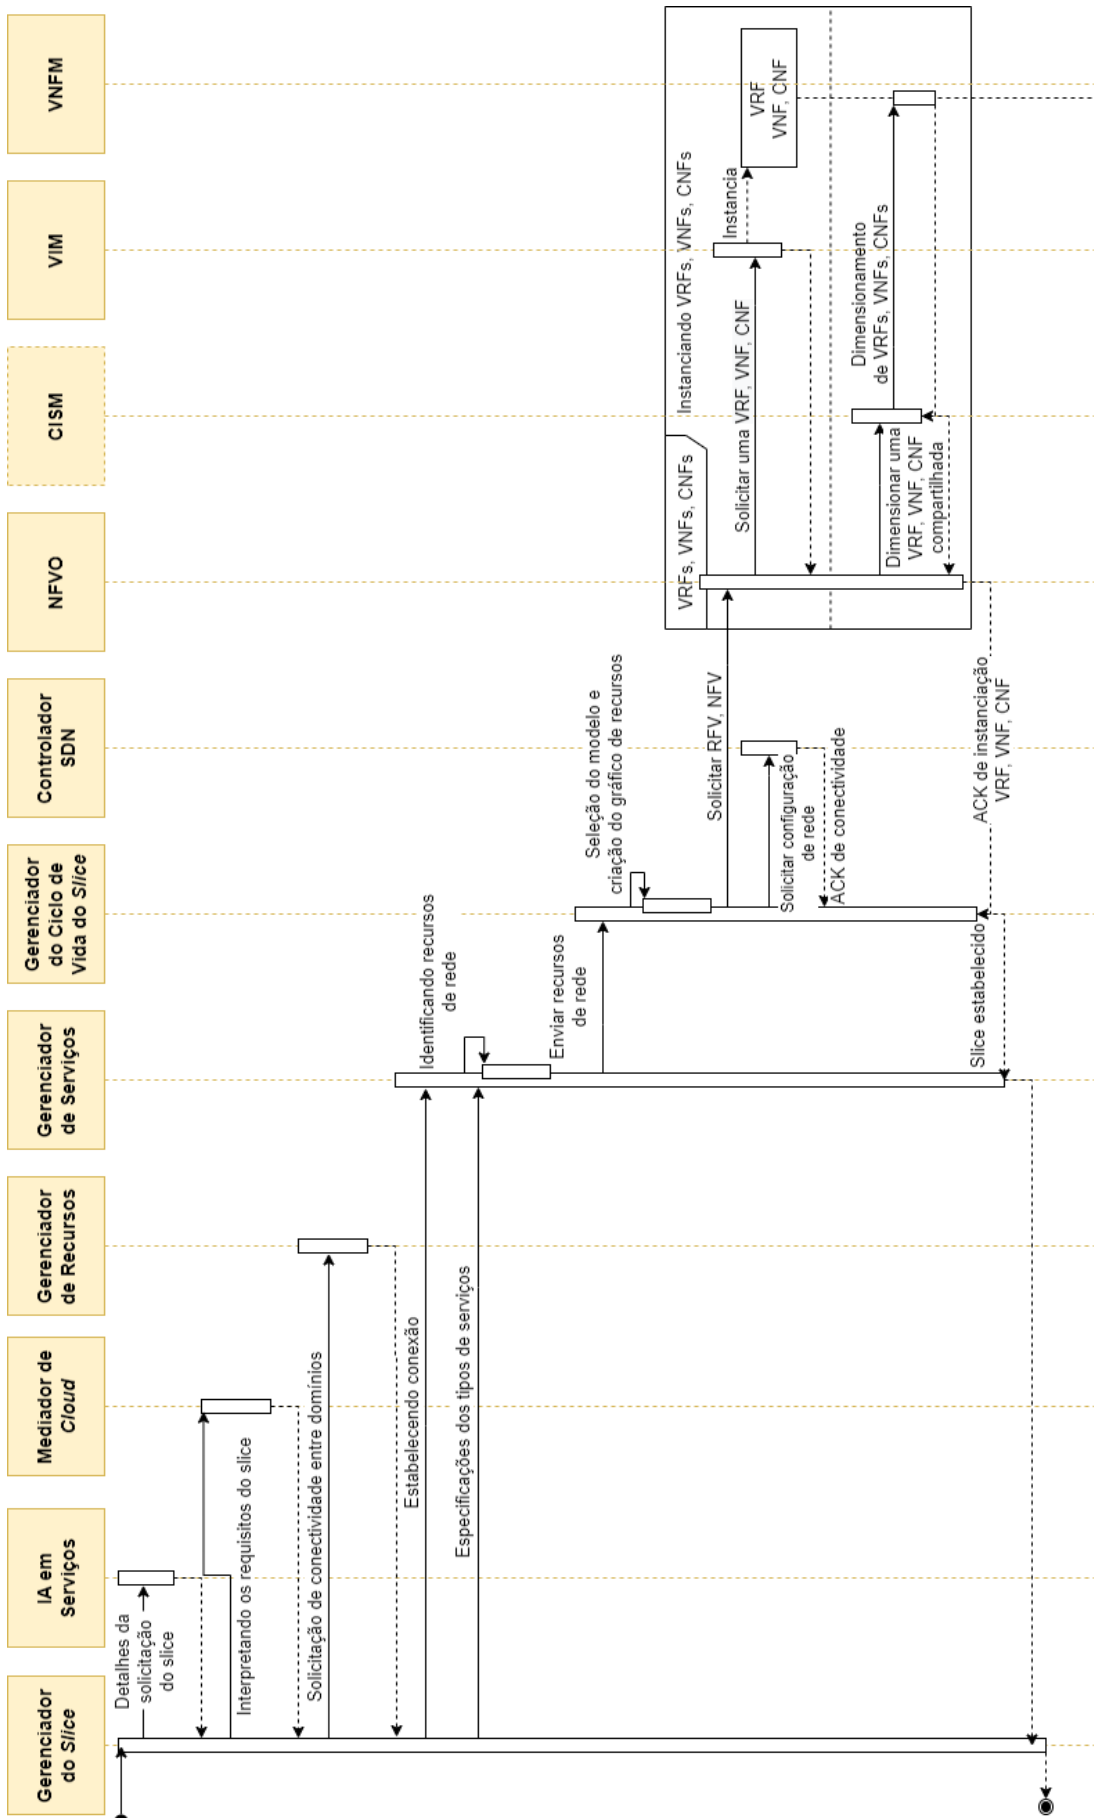 Gerenciador
do Slice
IA em
Serviços
Mediador de
Cloud
Gerenciador
de Recursos
Gerenciador
de Serviços
Gerenciador
do Ciclo de
Vida do Slice
Controlador
SDN
NFVO
CISM
VIM
VNFM
Detalhes da
solicitação
do slice
Interpretando os requisitos do slice
Solicitação de conectividade entre domínios
Estabelecendo conexão
Especificações dos tipos de serviços
Identificando recursos
de rede
Enviar recursos
de rede
Seleção do modelo e
criação do gráfico de recursos
Solicitar RFV, NFV
Solicitar configuração
de rede
ACK de conectividade
VRFs, VNFs, CNFs
Instanciando VRFs, VNFs, CNFs
Solicitar uma VRF, VNF, CNF
Instancia
VRF
VNF, CNF
Dimensionar uma
VRF, VNF, CNF
compartilhada
Dimensionamento
de VRFs, VNFs, CNFs
ACK de instanciação
VRF, VNF, CNF
Slice estabelecido